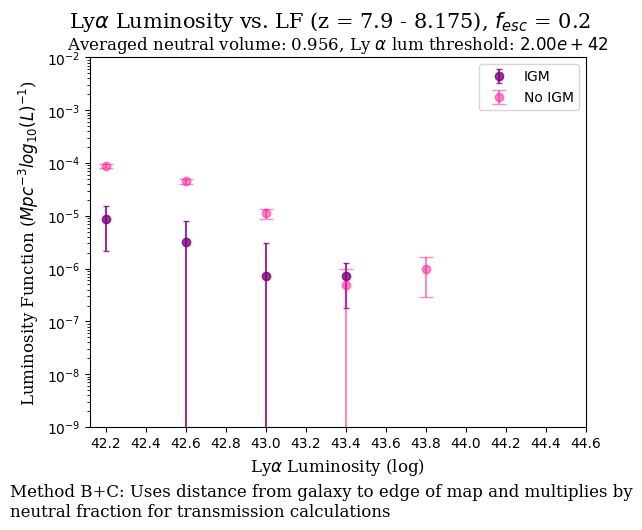 Lyα Luminosity vs. LF (z = 7.9 - 8.175), f_esc = 0.2
Averaged neutral volume: 0.956, Ly α lum threshold: 2.00e + 42
IGM
No IGM
Luminosity Function (Mpc⁻³log₁₀(L)⁻¹)
10⁻²
10⁻³
10⁻⁴
10⁻⁵
10⁻⁶
10⁻⁷
10⁻⁸
10⁻⁹
42.2 42.4 42.6 42.8 43.0 43.2 43.4 43.6 43.8 44.0 44.2 44.4 44.6
Lyα Luminosity (log)
Method B+C: Uses distance from galaxy to edge of map and multiplies by
neutral fraction for transmission calculations